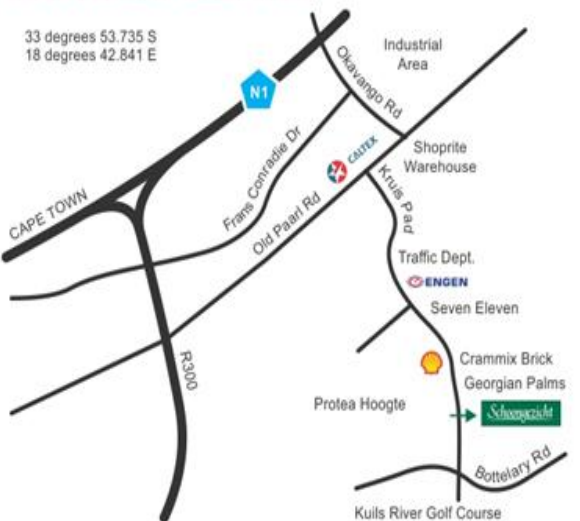 33 degrees 53.735 S
18 degrees 42.841 E
Industrial
Area
Okavango Rd
N1
CALTEX
Shoprite
Warehouse
Frans Conradie Dr
Kruis Pad
CAPE TOWN
Old Paarl Rd
Traffic Dept.
ENGEN
Seven Eleven
R300
Crammix Brick
Georgian Palms
Protea Hoogte
Schoongezicht
Bottelary Rd
Kuils River Golf Course